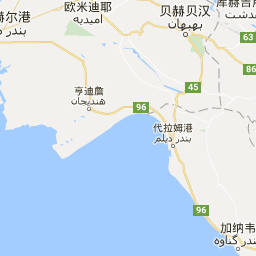 欧米迪耶
امیدیه
贝赫贝汉
بهبهان
赫尔港
بندر
63
86
45
亨迪詹
هندیجان
96
代拉姆港
بندر دیلم
96
加纳韦
بندر گناوه